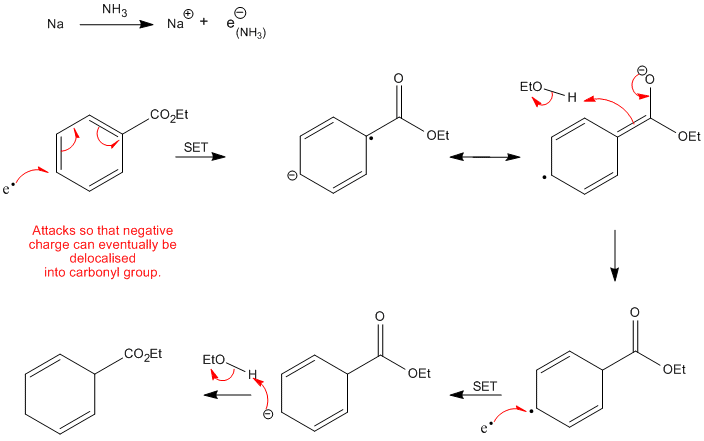 Na NH3 Na⊕ + e⊖(NH3)
CO2Et
e•
SET
⊖
•
O
OEt
EtO H
⊖
O
OEt
•
Attacks so that negative
charge can eventually be
delocalised
into carbonyl group.
CO2Et
EtO H
⊖
O
OEt
SET
e•
•
O
OEt